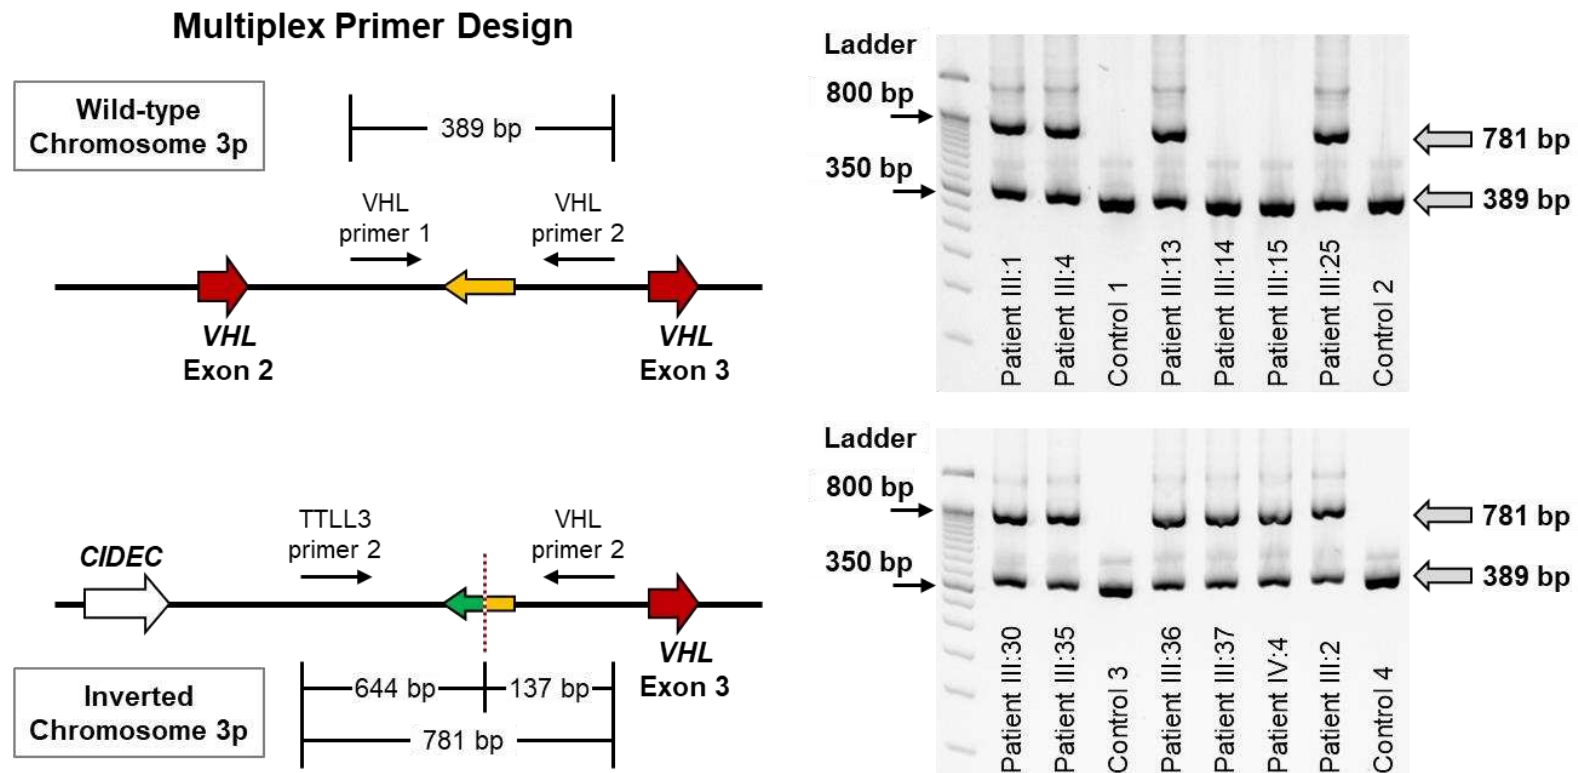 Multiplex Primer Design
Wild-type
Chromosome 3p
389 bp
VHL
primer 1
VHL
primer 2
VHL
Exon 2
VHL
Exon 3
CIDEC
TTLL3
primer 2
VHL
primer 2
VHL
Exon 3
Inverted
Chromosome 3p
644 bp
137 bp
781 bp
Ladder
800 bp
350 bp
781 bp
389 bp
Patient III:1
Patient III:4
Control 1
Patient III:13
Patient III:14
Patient III:15
Patient III:25
Control 2
Ladder
800 bp
350 bp
781 bp
389 bp
Patient III:30
Patient III:35
Control 3
Patient III:36
Patient III:37
Patient IV:4
Patient III:2
Control 4